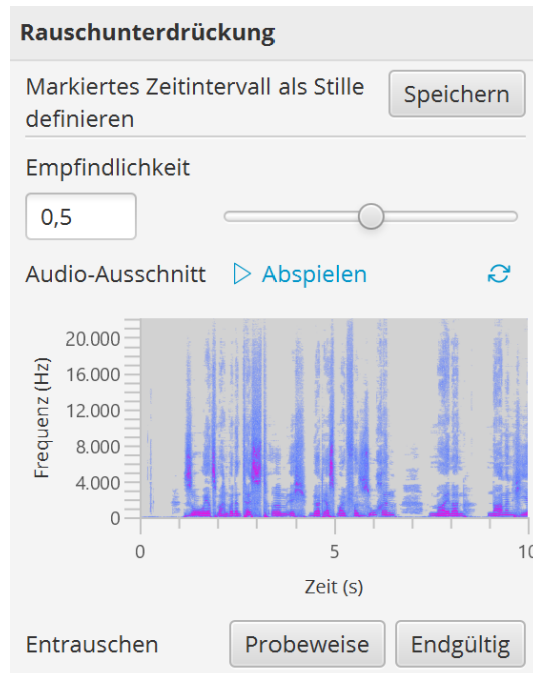 Rauschunterdrückung
Markiertes Zeitintervall als Stille
definieren
Speichern
Empfindlichkeit
0,5
Audio-Ausschnitt
Abspielen
Frequenz (Hz)
20.000
16.000
12.000
8.000
4.000
0
0
5
10
Zeit (s)
Entrauschen
Probeweise
Endgültig